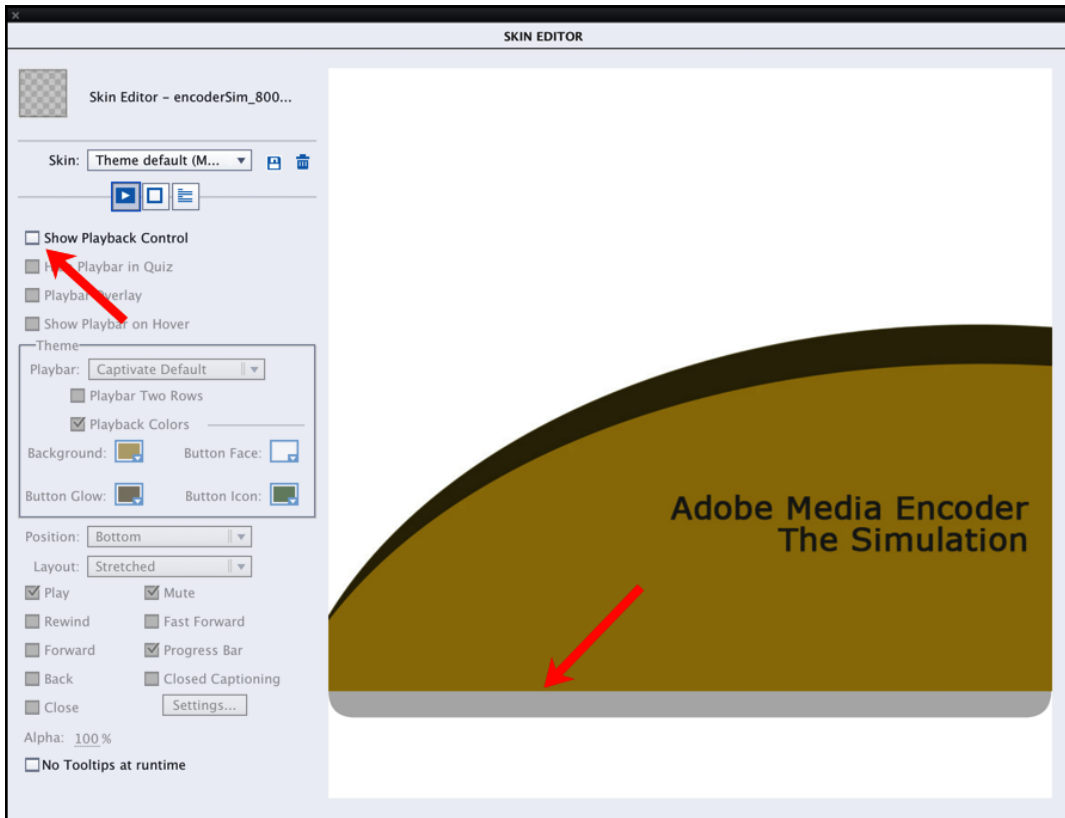 SKIN EDITOR
Skin Editor - encoderSim_800...
Skin: Theme default (M...
Show Playback Control
Playbar in Quiz
Playbar Overlay
Show Playbar on Hover
Theme
Playbar: Captivate Default
Playbar Two Rows
Playback Colors
Background: Button Face:
Button Glow: Button Icon:
Position: Bottom
Layout: Stretched
Play Mute
Rewind Fast Forward
Forward Progress Bar
Back Closed Captioning
Close Settings...
Alpha: 100 %
No Tooltips at runtime
Adobe Media Encoder
The Simulation